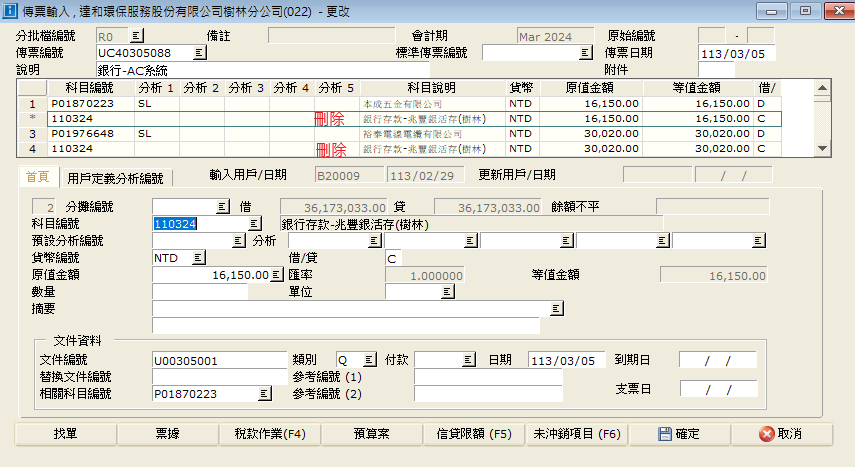 傳票輸入 , 達和環保服務股份有限公司樹林分公司(022) - 更改
分批檔編號 R0 備註 會計期 Mar 2024 原始編號 -
傳票編號 UC40305088 標準傳票編號 傳票日期 113/03/05
說明 銀行-AC系統 附件
科目編號 分析 1 分析 2 分析 3 分析 4 分析 5 科目說明 貨幣 原值金額 等值金額 借/
1 P01870223 SL 本成五金有限公司 NTD 16,150.00 16,150.00 D
* 110324 刪除 銀行存款-兆豐銀活存(樹林) NTD 16,150.00 16,150.00 C
3 P01976648 SL 裕泰電線電纜有限公司 NTD 30,020.00 30,020.00 D
4 110324 刪除 銀行存款-兆豐銀活存(樹林) NTD 30,020.00 30,020.00 C
首頁 用戶定義分析編號 輸入用戶/日期 B20009 113/02/29 更新用戶/日期 / /
2 分攤編號 借 36,173,033.00 貸 36,173,033.00 餘額不平
科目編號 110324 銀行存款-兆豐銀活存(樹林)
預設分析編號 分析
貨幣編號 NTD 借/貸 C
原值金額 16,150.00 匯率 1.000000 等值金額 16,150.00
數量 單位
摘要
文件資料
文件編號 U00305001 類別 Q 付款 日期 113/03/05 到期日 / /
替換文件編號 參考編號 (1)
相關科目編號 P01870223 參考編號 (2) 支票日 / /
找單 票據 稅款作業(F4) 預算案 信貸限額 (F5) 未沖銷項目 (F6) 確定 取消